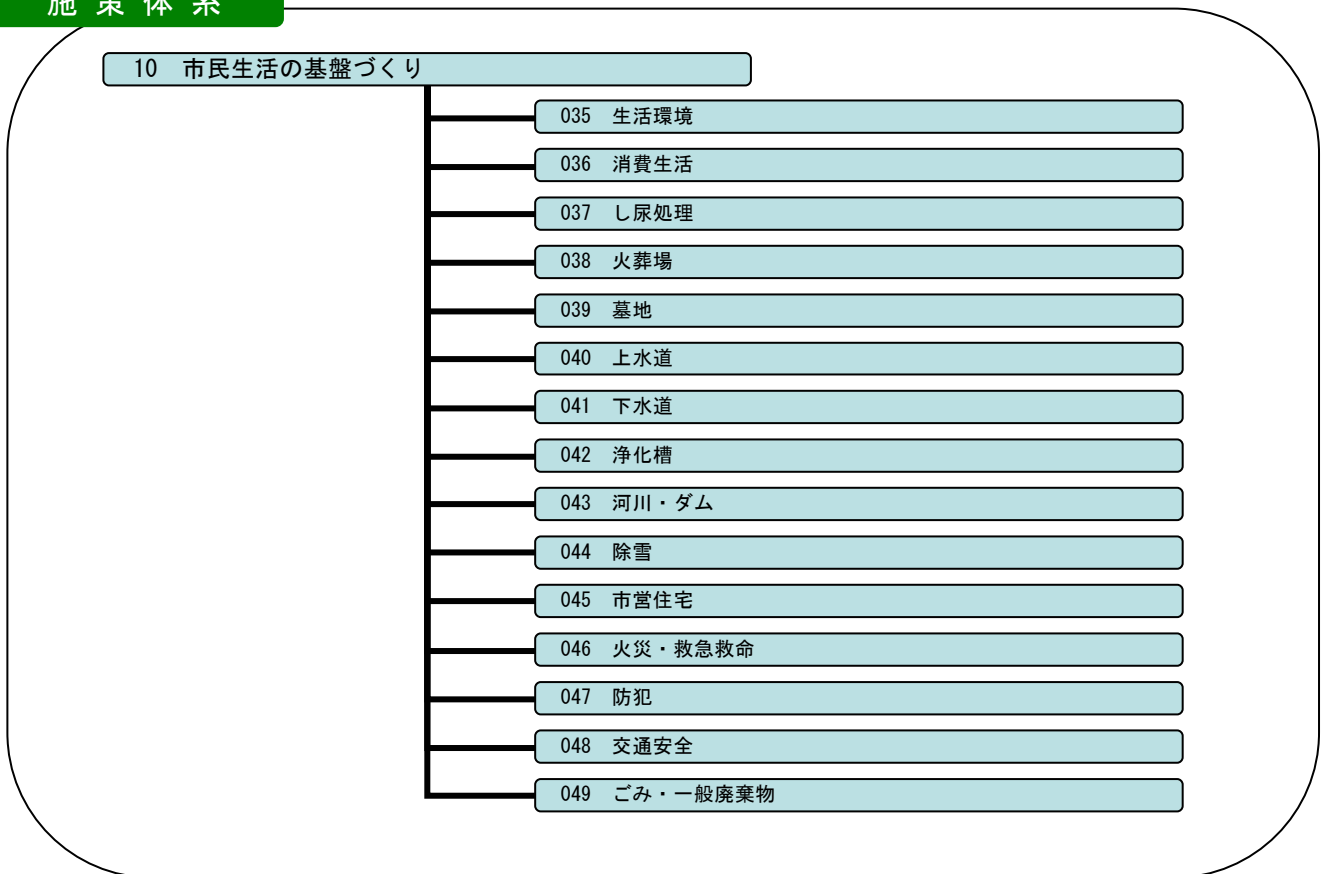 施策体系
10 市民生活の基盤づくり
035 生活環境
036 消費生活
037 し尿処理
038 火葬場
039 墓地
040 上水道
041 下水道
042 浄化槽
043 河川・ダム
044 除雪
045 市営住宅
046 火災・救急救命
047 防犯
048 交通安全
049 ごみ・一般廃棄物